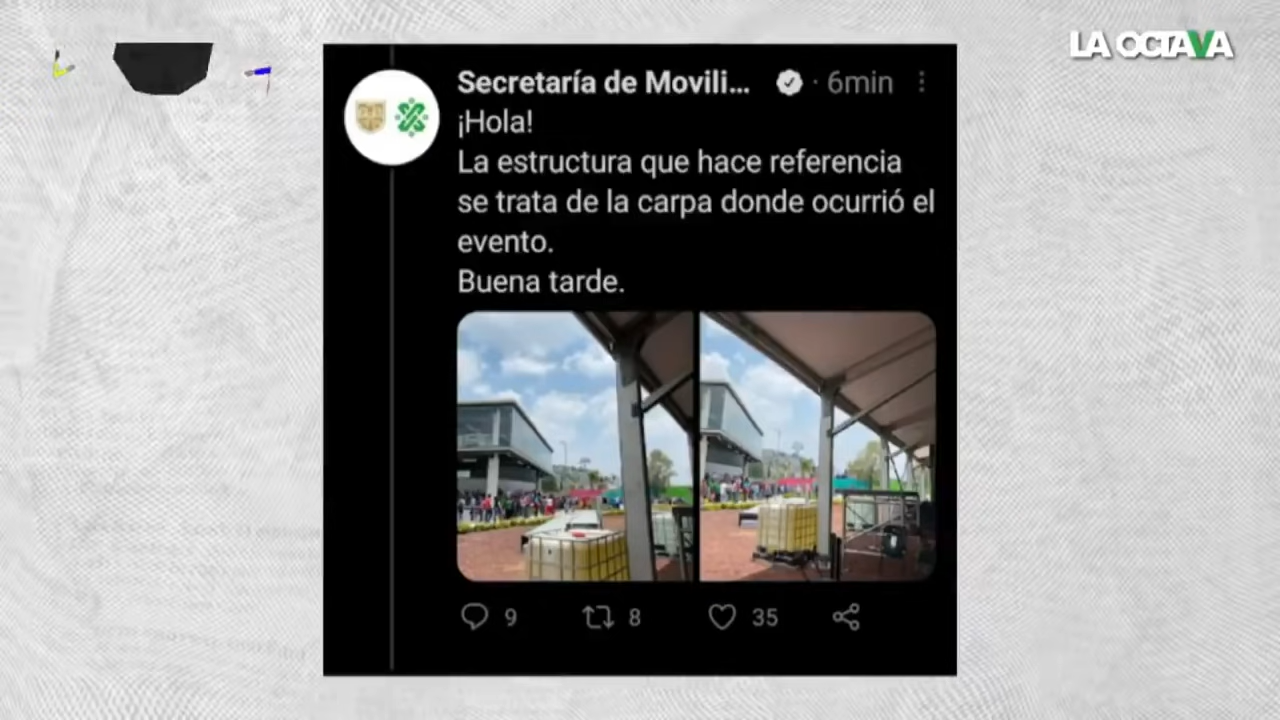 LA OCTAVA
Secretaría de Movili... · 6min
¡Hola!
La estructura que hace referencia
se trata de la carpa donde ocurrió el
evento.
Buena tarde.
9 8 35